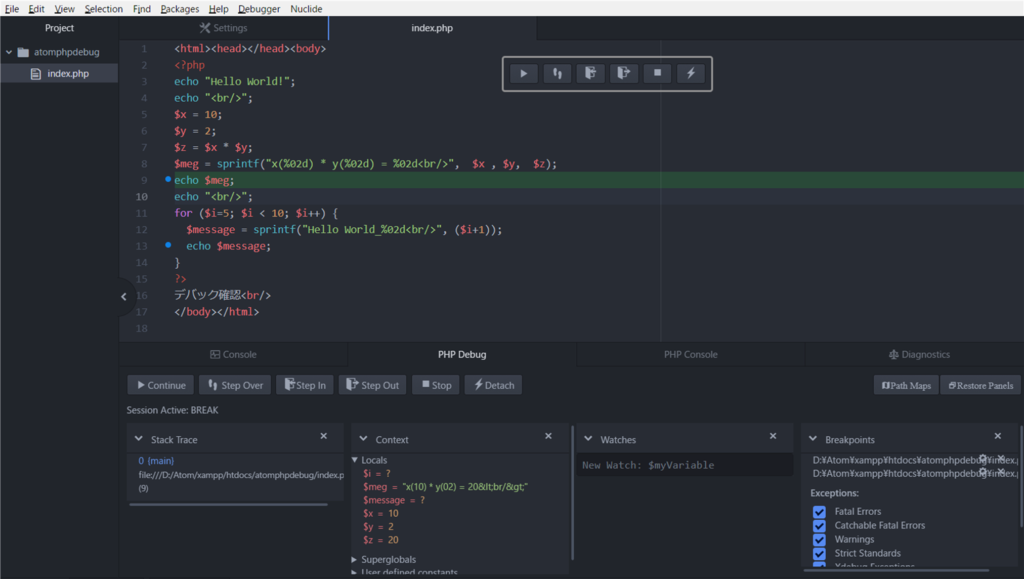 File Edit View Selection Find Packages Help Debugger Nuclide
Project
Settings
index.php
atomphpdebug
index.php
1 <html><head></head><body>
2 <?php
3 echo "Hello World!";
4 echo "<br/>";
5 $x = 10;
6 $y = 2;
7 $z = $x * $y;
8 $meg = sprintf("x(%02d) * y(%02d) = %02d<br/>", $x , $y, $z);
9 echo $meg;
10 echo "<br/>";
11 for ($i=5; $i < 10; $i++) {
12 $message = sprintf("Hello World_%02d<br/>", ($i+1));
13 echo $message;
14 }
15 ?>
16 デバック確認<br/>
17 </body></html>
18
Console
PHP Debug
PHP Console
Diagnostics
Continue Step Over Step In Step Out Stop Detach
Path Maps Restore Panels
Session Active: BREAK
Stack Trace
0 {main}
file:///D:/Atom/xampp/htdocs/atomphpdebug/index.p
(9)
Context
Locals
$i = ?
$meg = "x(10) * y(02) = 20&lt;br/&gt;"
$message = ?
$x = 10
$y = 2
$z = 20
Superglobals
User defined constants
Watches
New Watch: $myVariable
Breakpoints
D:¥Atom¥xampp¥htdocs¥atomphpdebug¥index.
D:¥Atom¥xampp¥htdocs¥atomphpdebug¥index.
Exceptions:
Fatal Errors
Catchable Fatal Errors
Warnings
Strict Standards
Xdebug Exceptions